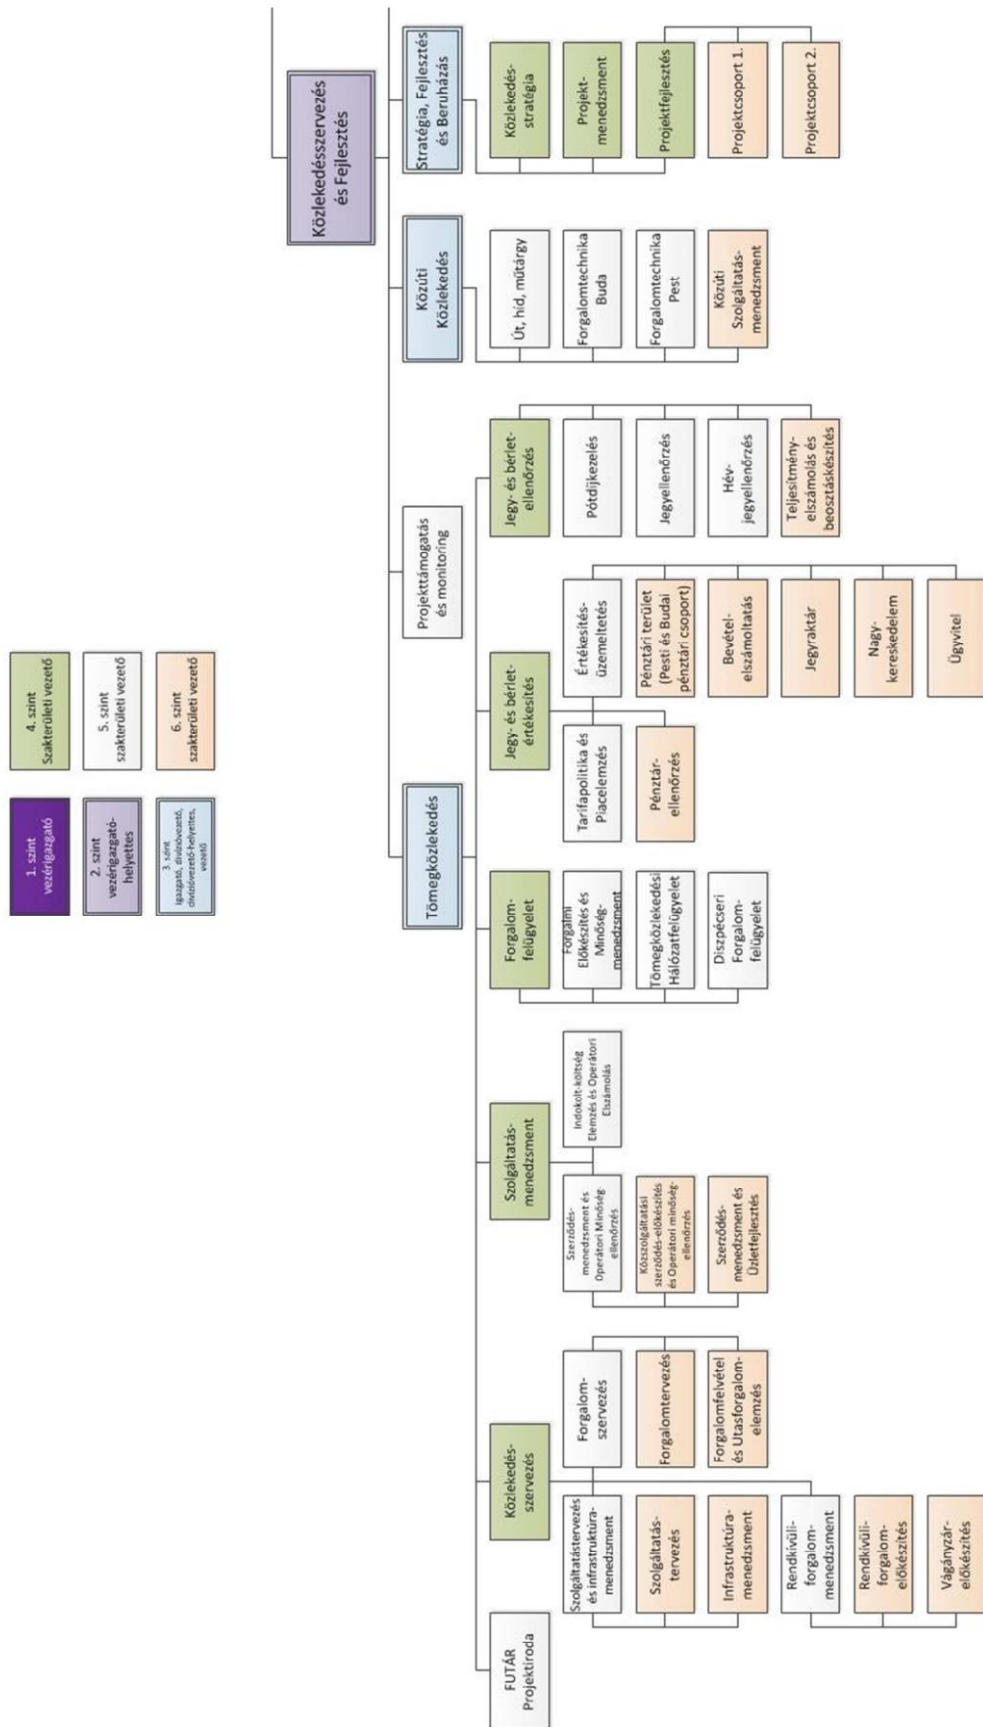 1. szint
vezérigazgató
2. szint
vezérigazgató-
helyettes
3. szint
igazgató, divízióvezető,
divízióvezető-helyettes,
vezető
4. szint
Szakterületi vezető
5. szint
szakterületi vezető
6. szint
szakterületi vezető
Közlekedésszervezés
és Fejlesztés
Tömegközlekedés
Projekttámogatás
és monitoring
Közúti
Közlekedés
Stratégia, Fejlesztés
és Beruházás
FUTÁR
Projektiroda
Közlekedés-
szervezés
Szolgáltatástervezés
és infrastruktúra-
menedzsment
Szolgáltatás-
tervezés
Infrastruktúra-
menedzsment
Rendkívüli-
forgalom-
menedzsment
Rendkívüli-
forgalom-
előkészítés
Vágányzár-
előkészítés
Forgalom-
szervezés
Forgalomtervezés
Forgalomfelvétel
és Utasforgalom-
elemzés
Szolgáltatás-
menedzsment
Szerződés-
menedzsment és
Operátori Minőség-
ellenőrzés
Közszolgáltatási
szerződés-előkészítés
és Operátori minőség-
ellenőrzés
Szerződés-
menedzsment és
Üzletfejlesztés
Indokolt-költség
Elemzés és Operátori
Elszámolás
Forgalom-
felügyelet
Forgalmi
Előkészítés és
Minőség-
menedzsment
Tömegközlekedési
Hálózatfelügyelet
Diszpécseri
Forgalom-
felügyelet
Jegy- és bérlet-
értékesítés
Tarifapolitika és
Piacelemzés
Pénztár-
ellenőrzés
Értékesítés-
üzemeltetés
Pénztári terület
(Pesti és Budai
pénztári csoport)
Bevétel-
elszámoltatás
Jegyraktár
Nagy-
kereskedelem
Ügyvitel
Jegy- és bérlet-
ellenőrzés
Pótdíjkezelés
Jegyellenőrzés
Hév-
jegyellenőrzés
Teljesítmény-
elszámolás és
beosztáskészítés
Út, híd, műtárgy
Forgalomtechnika
Buda
Forgalomtechnika
Pest
Közúti
Szolgáltatás-
menedzsment
Közlekedés-
stratégia
Projekt-
menedzsment
Projektfejlesztés
Projektcsoport 1.
Projektcsoport 2.